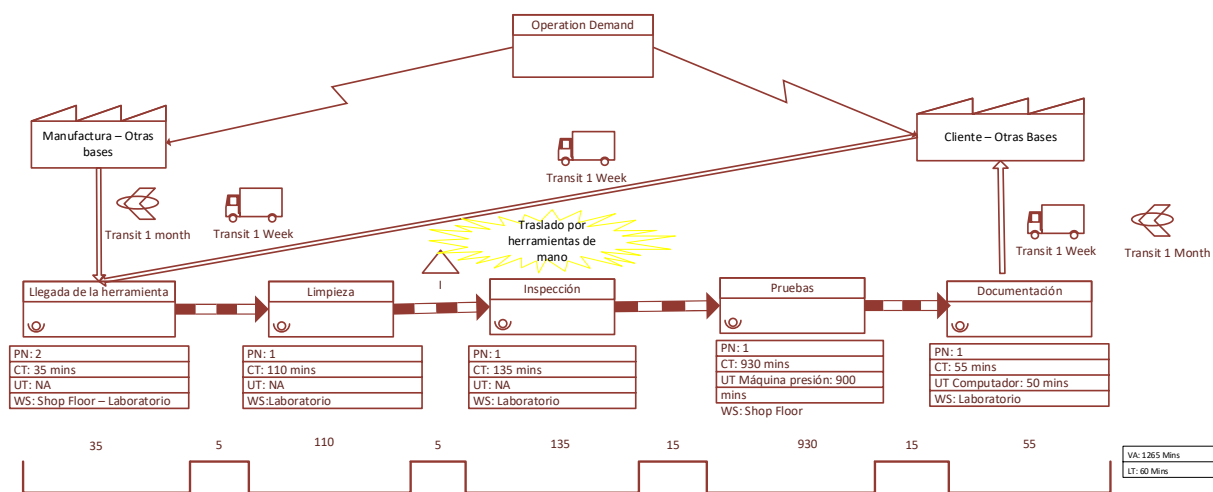 Operation Demand
Manufactura – Otras
bases
Cliente – Otras Bases
Transit 1 Week
Transit 1 month
Transit 1 Week
Traslado por
herramientas de
mano
Transit 1 Week
Transit 1 Month
I
Llegada de la herramienta
Limpieza
Inspección
Pruebas
Documentación
PN: 2
CT: 35 mins
UT: NA
WS: Shop Floor – Laboratorio
PN: 1
CT: 110 mins
UT: NA
WS:Laboratorio
PN: 1
CT: 135 mins
UT: NA
WS: Laboratorio
PN: 1
CT: 930 mins
UT Máquina presión: 900
mins
WS: Shop Floor
PN: 1
CT: 55 mins
UT Computador: 50 mins
WS: Laboratorio
35
5
110
5
135
15
930
15
55
VA: 1265 Mins
LT: 60 Mins